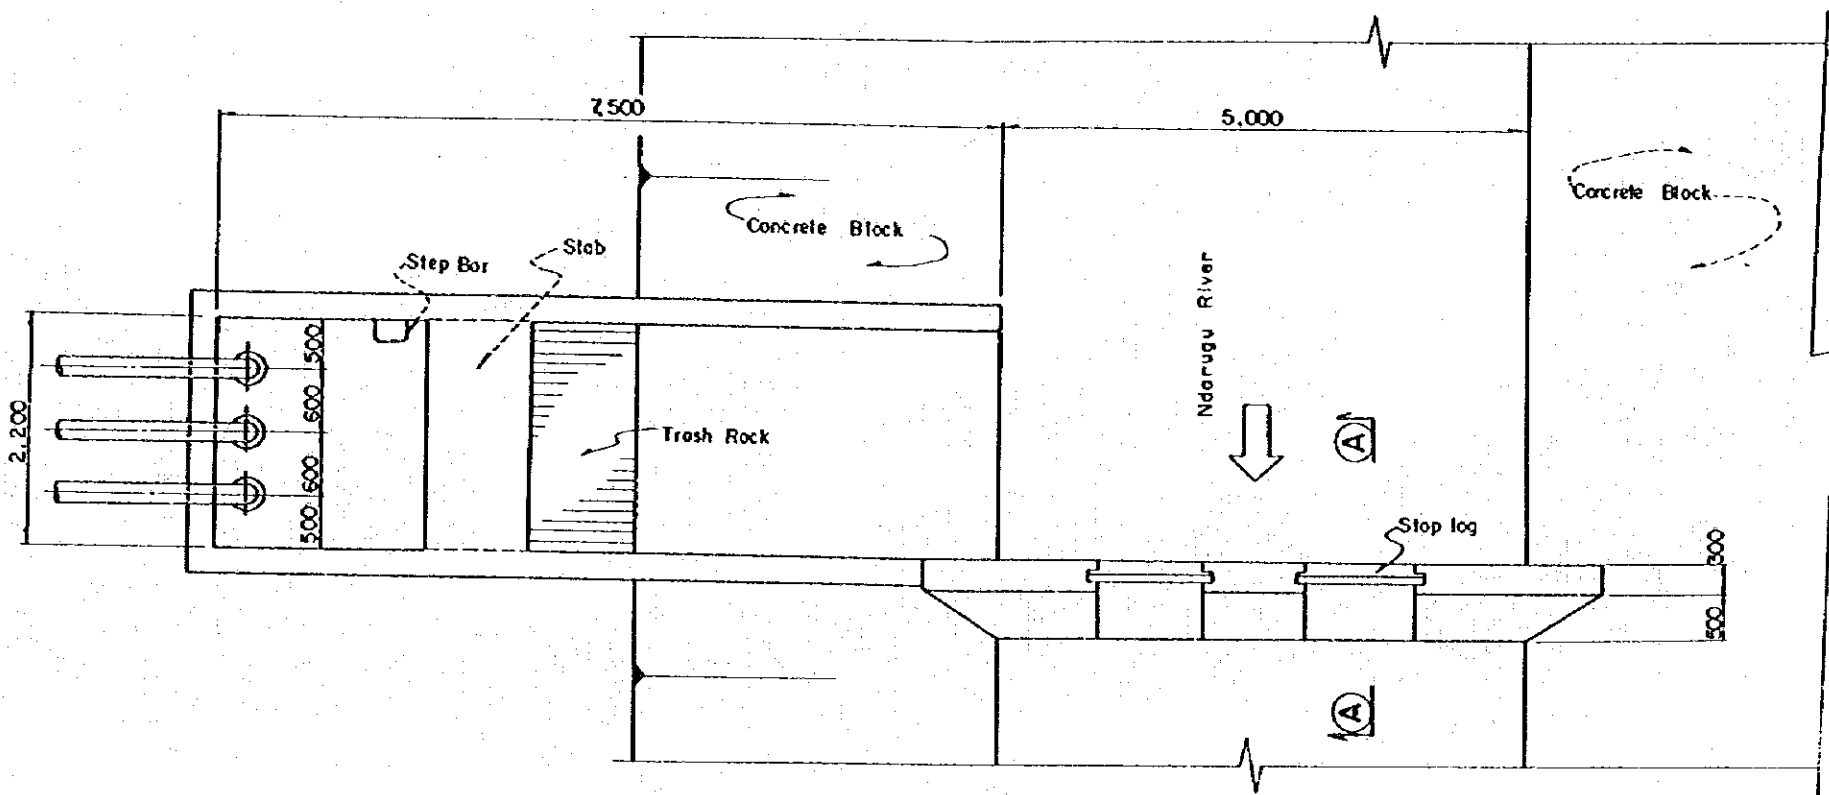 7,500
5,000
Concrete Block
Concrete Block
Step Bar
Slab
Ndarugu River
2,200
500
600
600
500
Trash Rack
A
Stop log
300
500
A